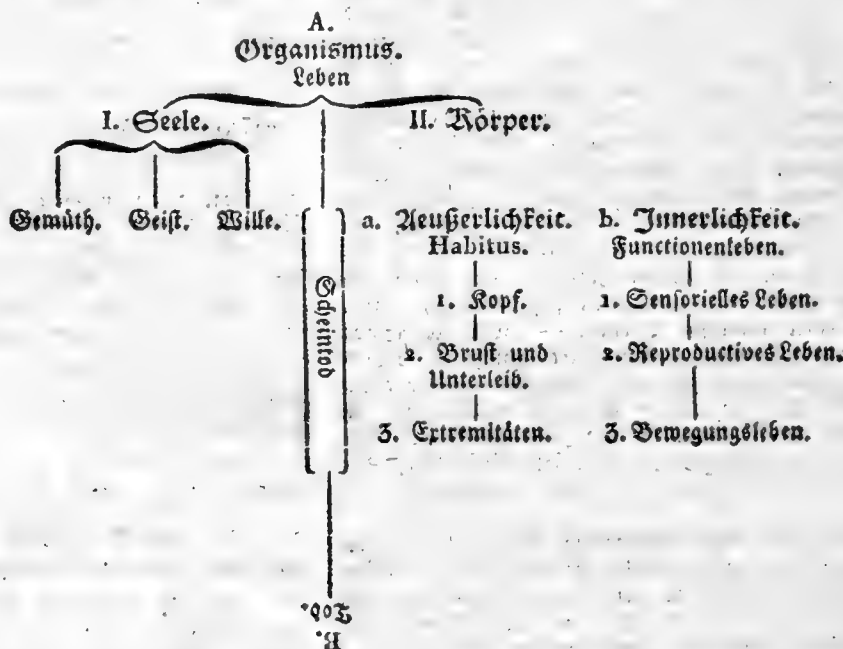 A.
Organismus.
Leben
I. Seele.
II. Körper.
Gemüth. Geist. Wille.
Scheintod
a. Aeußerlichkeit.
Habitus.
1. Kopf.
2. Brust und
Unterleib.
3. Extremitäten.
b. Innerlichkeit.
Functionenleben.
1. Sensorielles Leben.
2. Reproductives Leben.
3. Bewegungsleben.
Tod.
B.